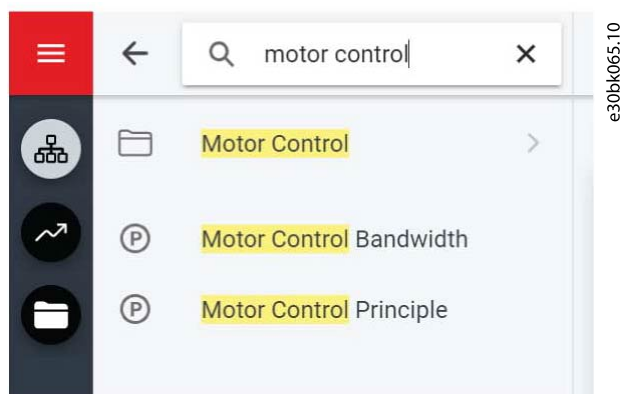 motor control
Motor Control
P Motor Control Bandwidth
P Motor Control Principle
e30bk065.10